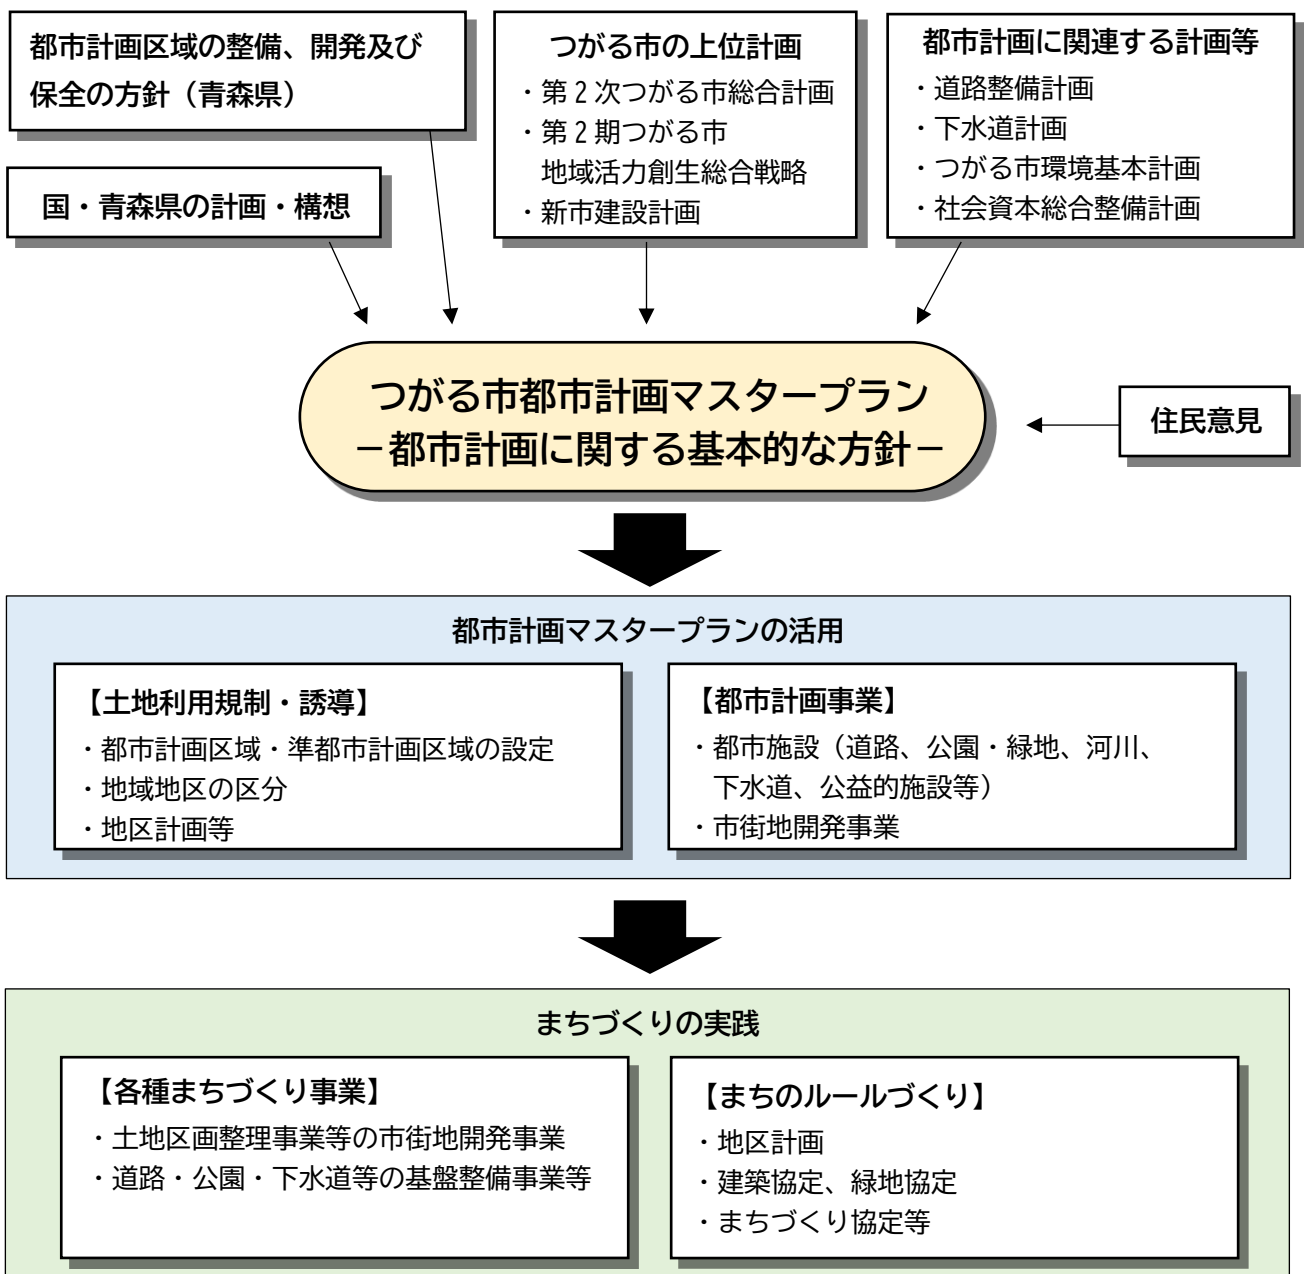 都市計画区域の整備、開発及び
保全の方針（青森県）
国・青森県の計画・構想
つがる市の上位計画
・第２次つがる市総合計画
・第２期つがる市
地域活力創生総合戦略
・新市建設計画
都市計画に関連する計画等
・道路整備計画
・下水道計画
・つがる市環境基本計画
・社会資本総合整備計画
つがる市都市計画マスタープラン
－都市計画に関する基本的な方針－
住民意見
都市計画マスタープランの活用
【土地利用規制・誘導】
・都市計画区域・準都市計画区域の設定
・地域地区の区分
・地区計画等
【都市計画事業】
・都市施設（道路、公園・緑地、河川、
下水道、公益的施設等）
・市街地開発事業
まちづくりの実践
【各種まちづくり事業】
・土地区画整理事業等の市街地開発事業
・道路・公園・下水道等の基盤整備事業等
【まちのルールづくり】
・地区計画
・建築協定、緑地協定
・まちづくり協定等